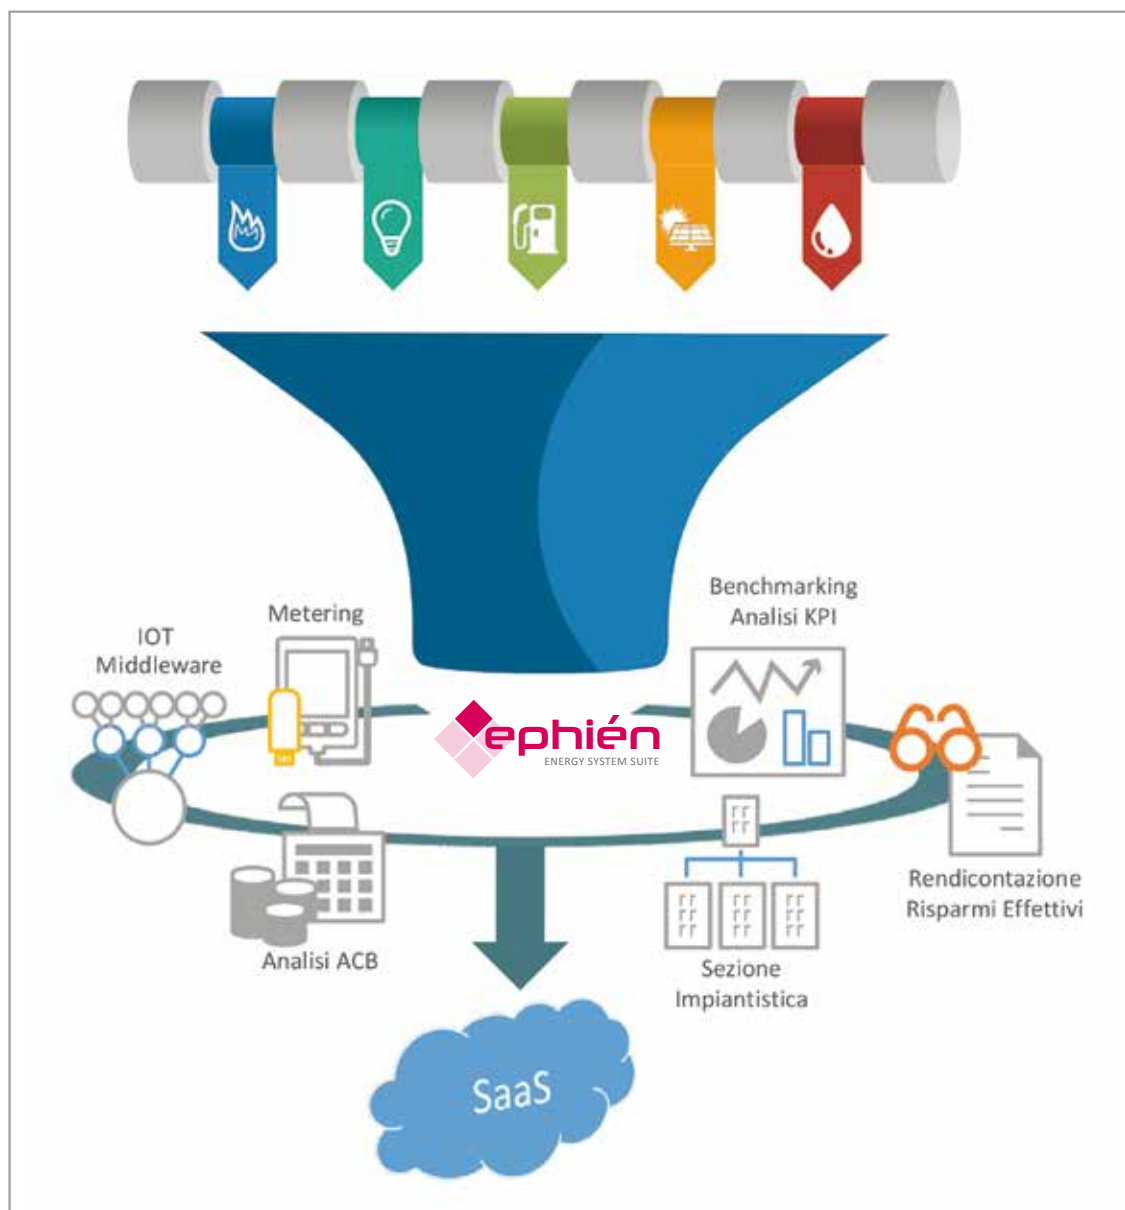 Benchmarking
Analisi KPI
Metering
IOT
Middleware
ephién
ENERGY SYSTEM SUITE
Rendicontazione
Risparmi Effettivi
Analisi ACB
Sezione
Impiantistica
SaaS